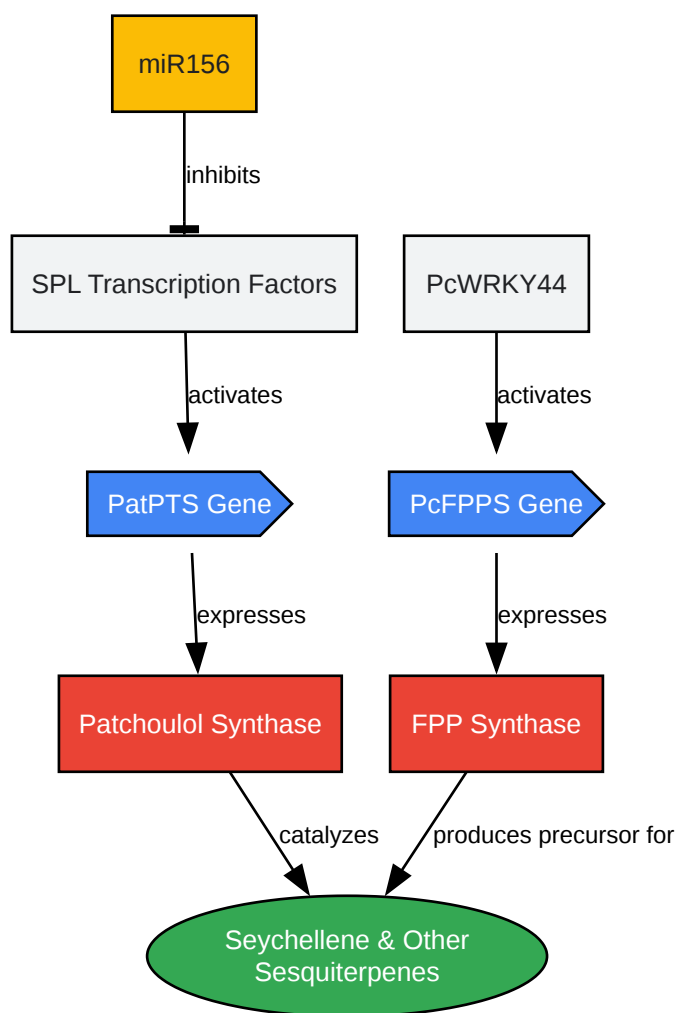 miR156
inhibits
SPL Transcription Factors
PcWRKY44
activates
activates
PatPTS Gene
PcFPPS Gene
expresses
expresses
Patchoulol Synthase
FPP Synthase
catalyzes
produces precursor for
Seychellene & Other
Sesquiterpenes